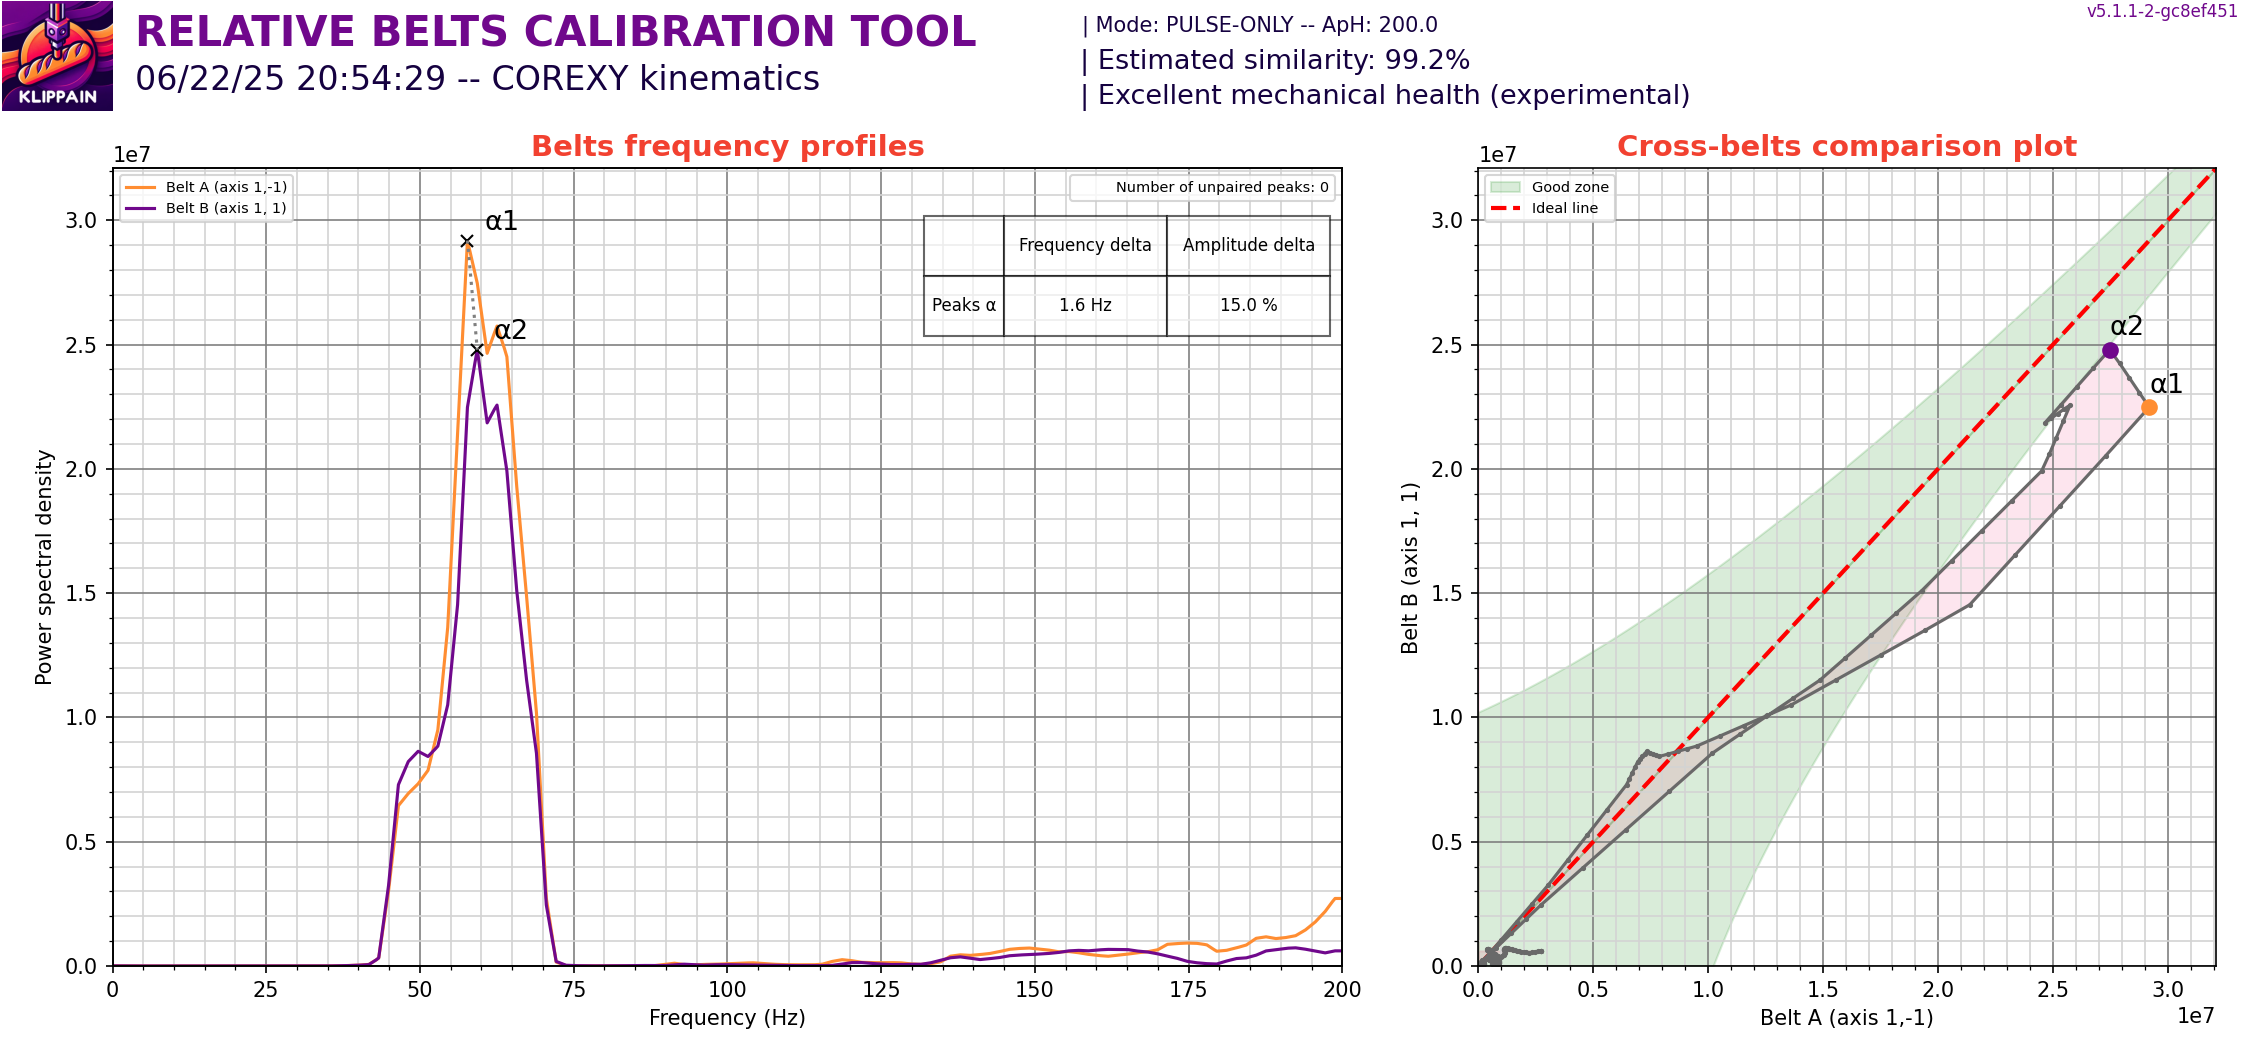 KLIPPAIN
RELATIVE BELTS CALIBRATION TOOL
06/22/25 20:54:29 -- COREXY kinematics
| Mode: PULSE-ONLY -- ApH: 200.0
| Estimated similarity: 99.2%
| Excellent mechanical health (experimental)
v5.1.1-2-gc8ef451
Belts frequency profiles
1e7
Belt A (axis 1,-1)
Belt B (axis 1, 1)
Number of unpaired peaks: 0
Frequency delta Amplitude delta
Peaks α 1.6 Hz 15.0 %
α1
α2
Power spectral density
3.0
2.5
2.0
1.5
1.0
0.5
0.0
0 25 50 75 100 125 150 175 200
Frequency (Hz)
Cross-belts comparison plot
1e7
Good zone
Ideal line
α2
α1
Belt B (axis 1, 1)
3.0
2.5
2.0
1.5
1.0
0.5
0.0
0.0 0.5 1.0 1.5 2.0 2.5 3.0
Belt A (axis 1,-1)
1e7